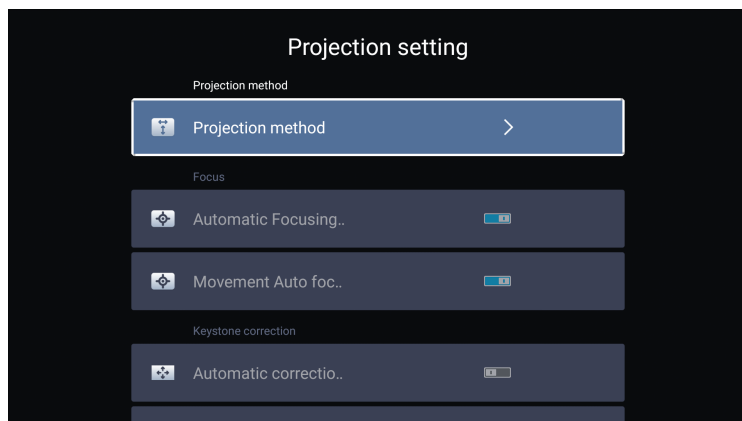 Projection setting
Projection method
Projection method
Focus
Automatic Focusing..
Movement Auto foc..
Keystone correction
Automatic correctio..